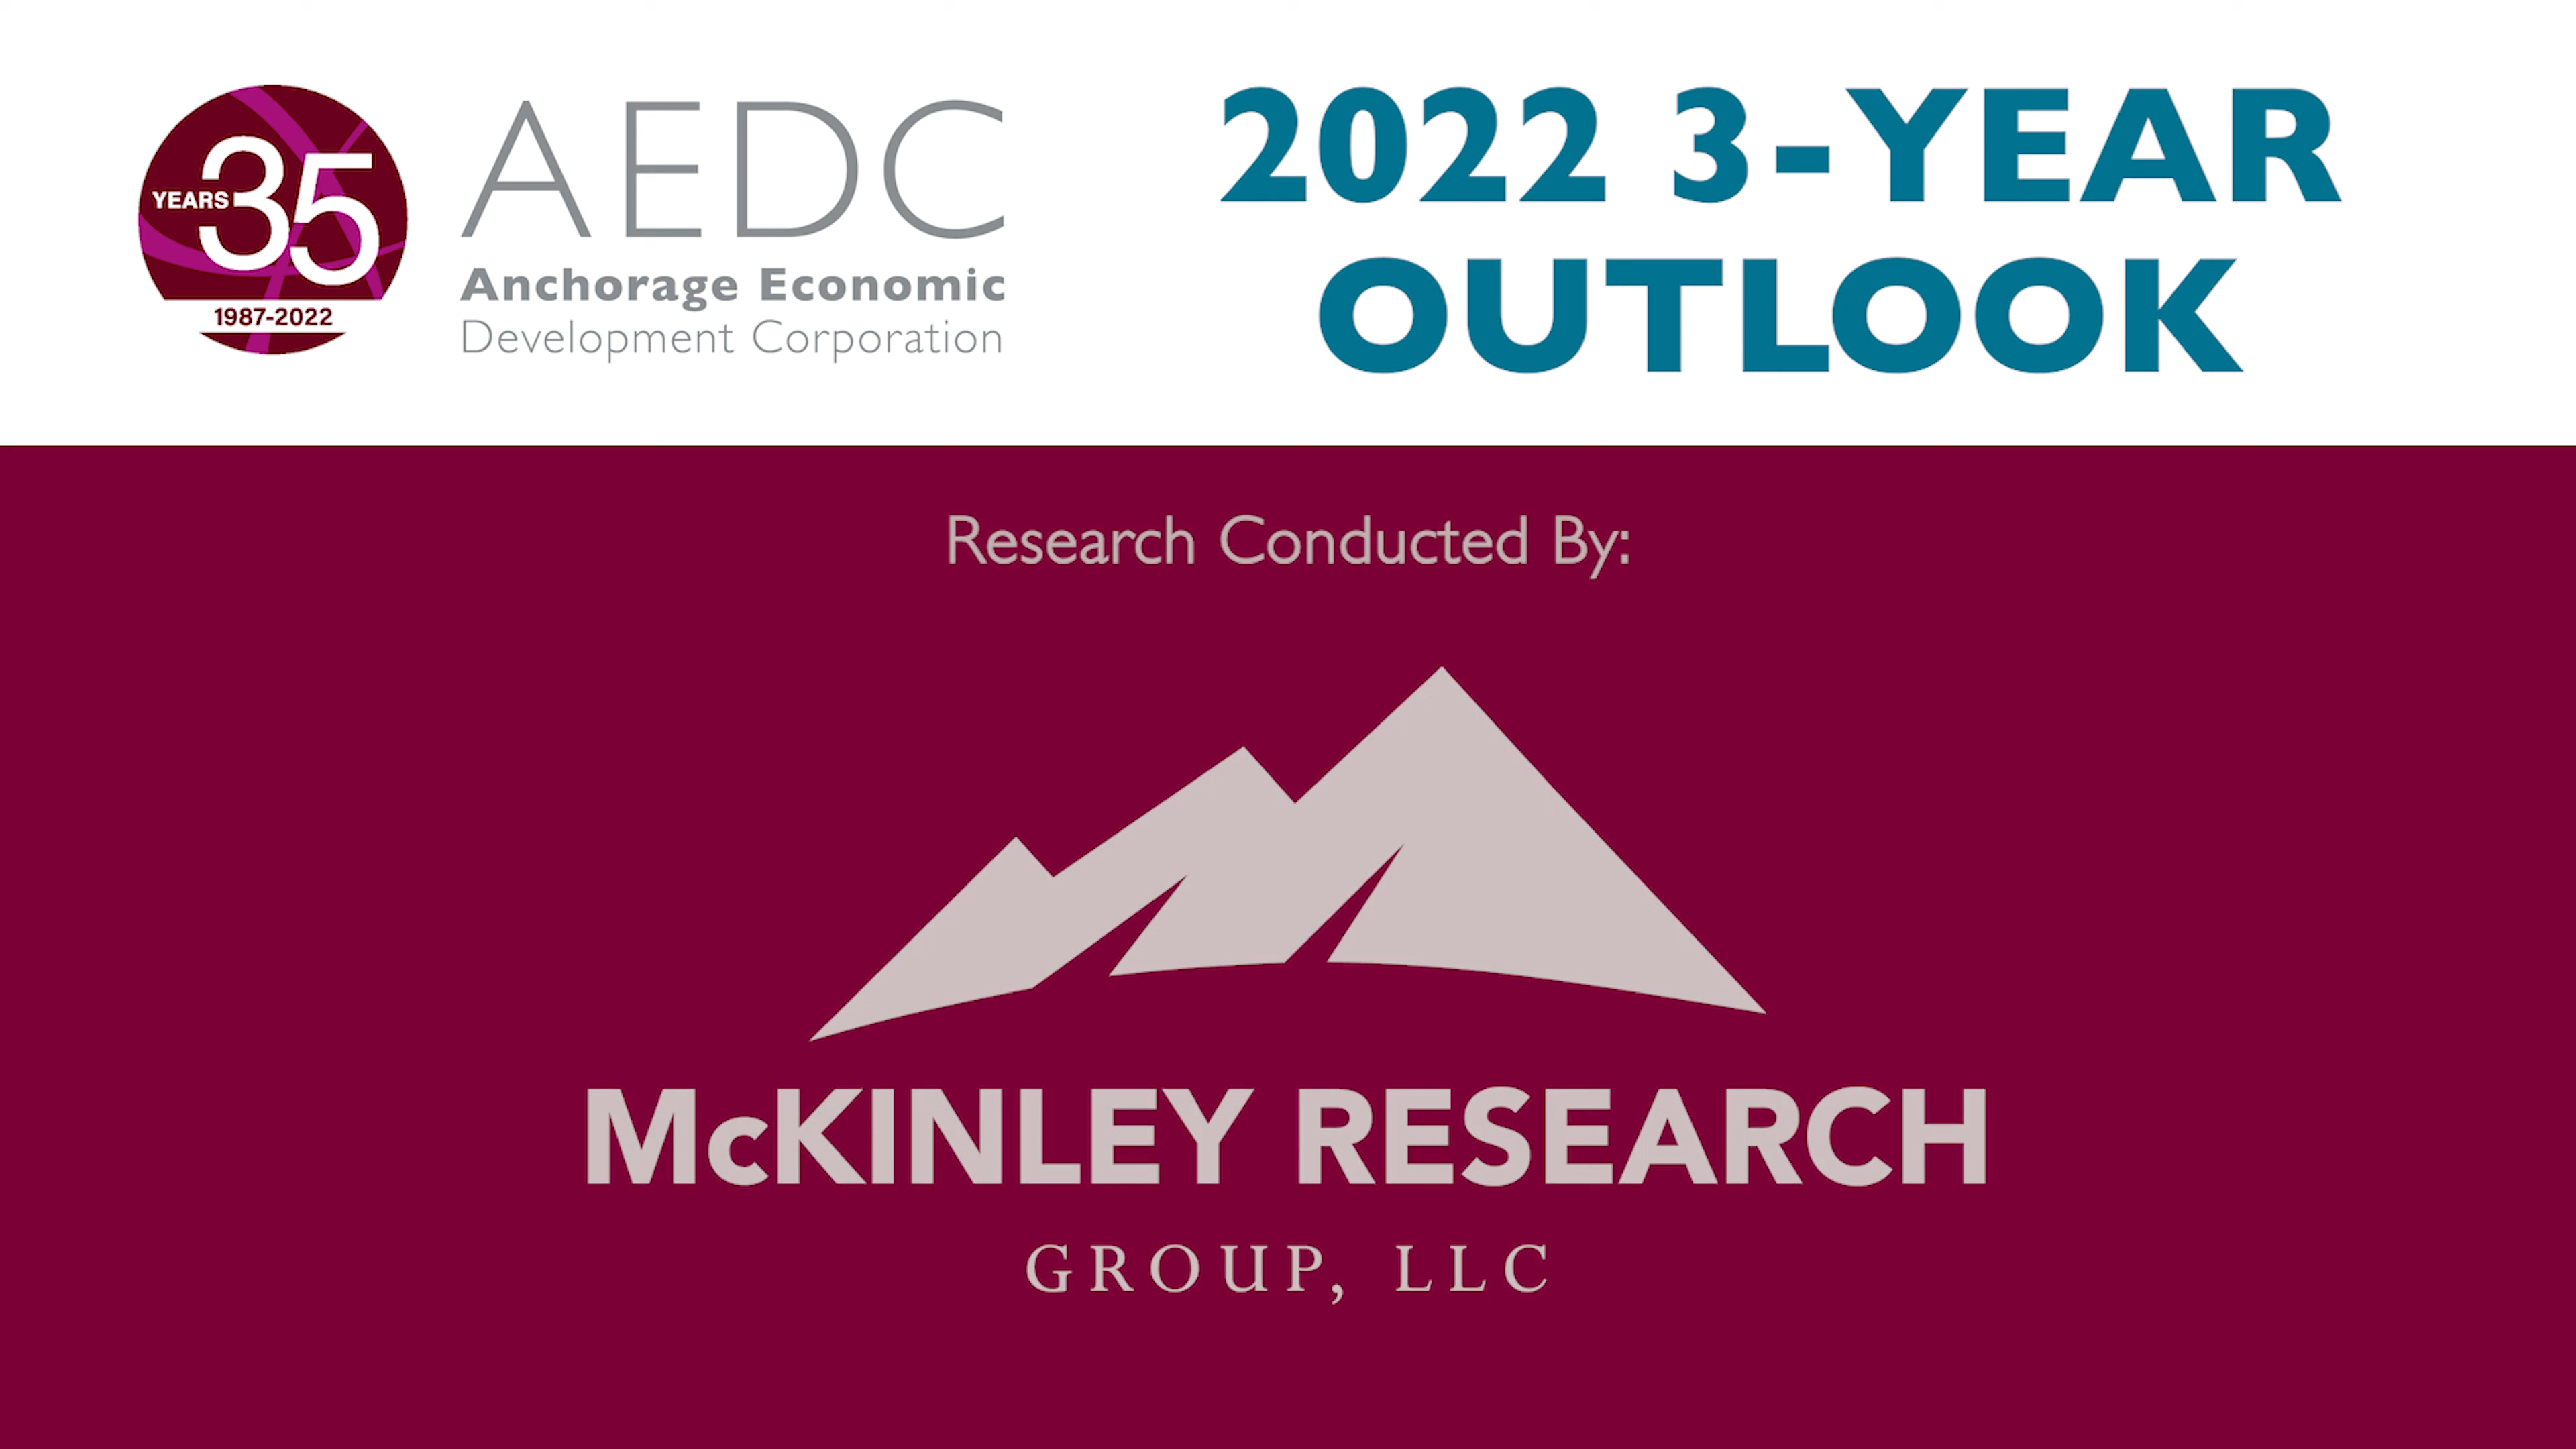 YEARS 35
1987-2022
AEDC
Anchorage Economic
Development Corporation
2022 3-YEAR
OUTLOOK
Research Conducted By:
McKINLEY RESEARCH
GROUP, LLC